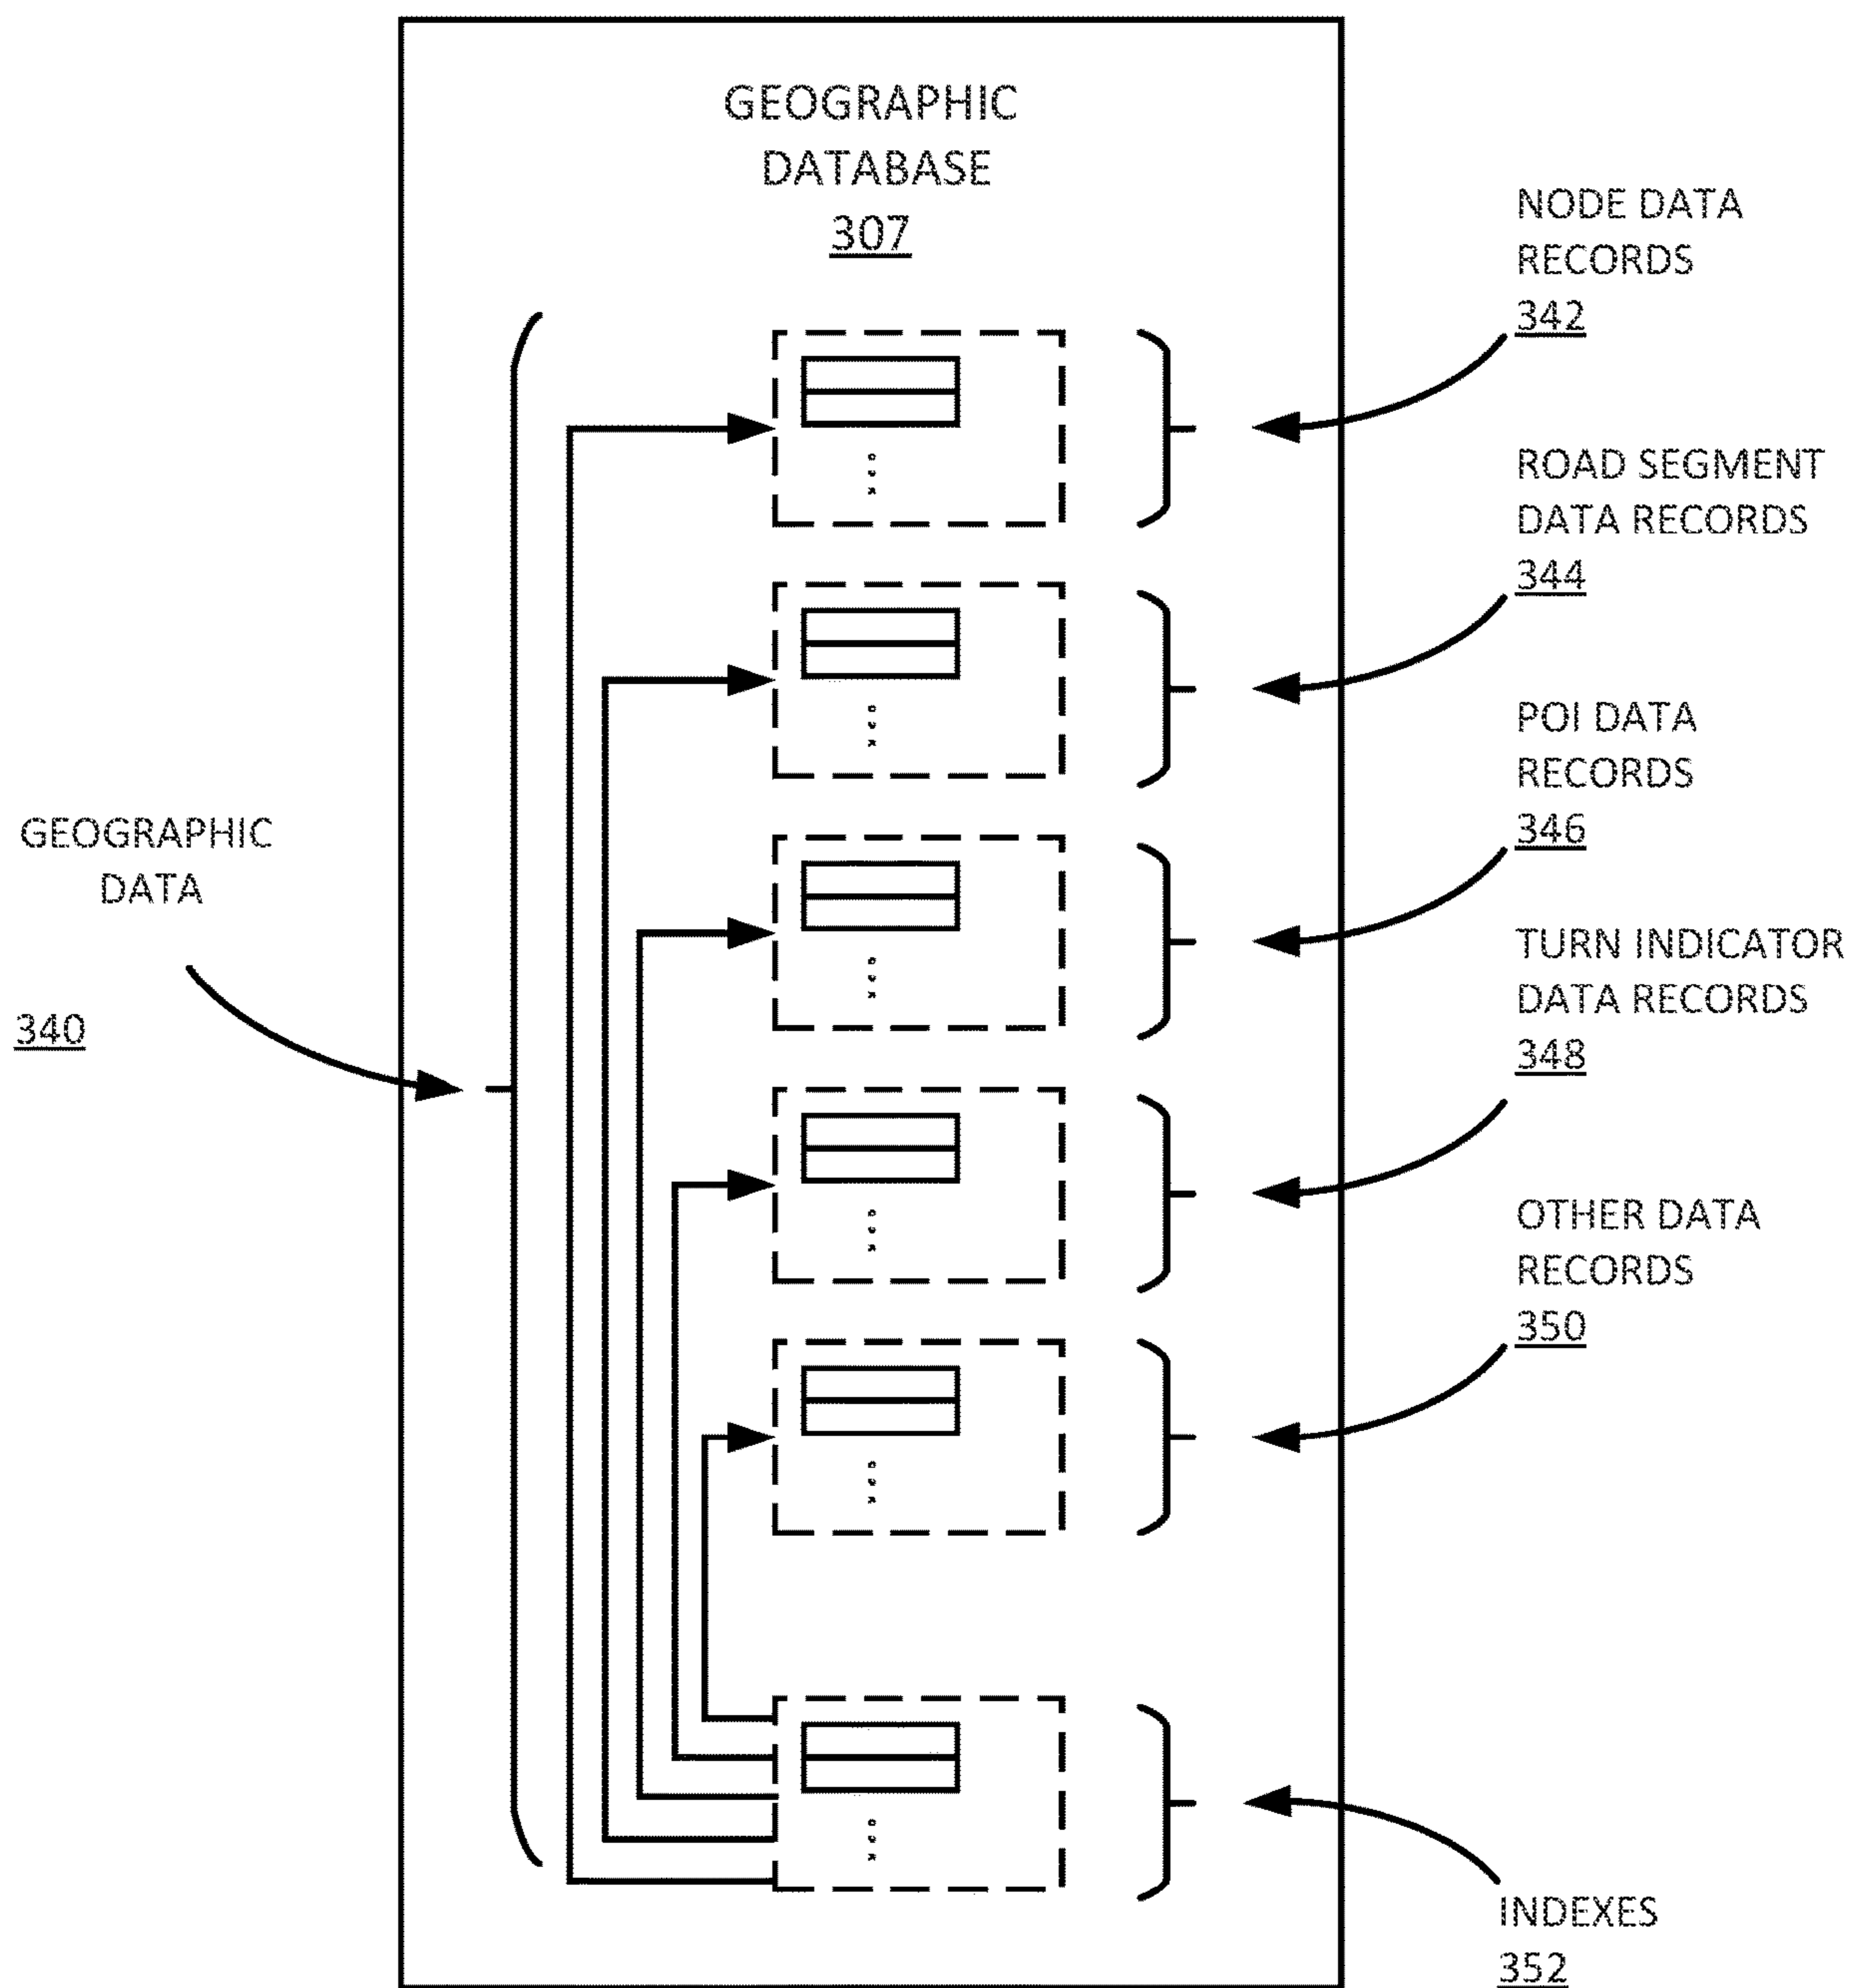 GEOGRAPHIC
DATABASE
307
NODE DATA
RECORDS
342
ROAD SEGMENT
DATA RECORDS
344
POI DATA
RECORDS
346
GEOGRAPHIC
DATA
340
TURN INDICATOR
DATA RECORDS
348
OTHER DATA
RECORDS
350
INDEXES
352